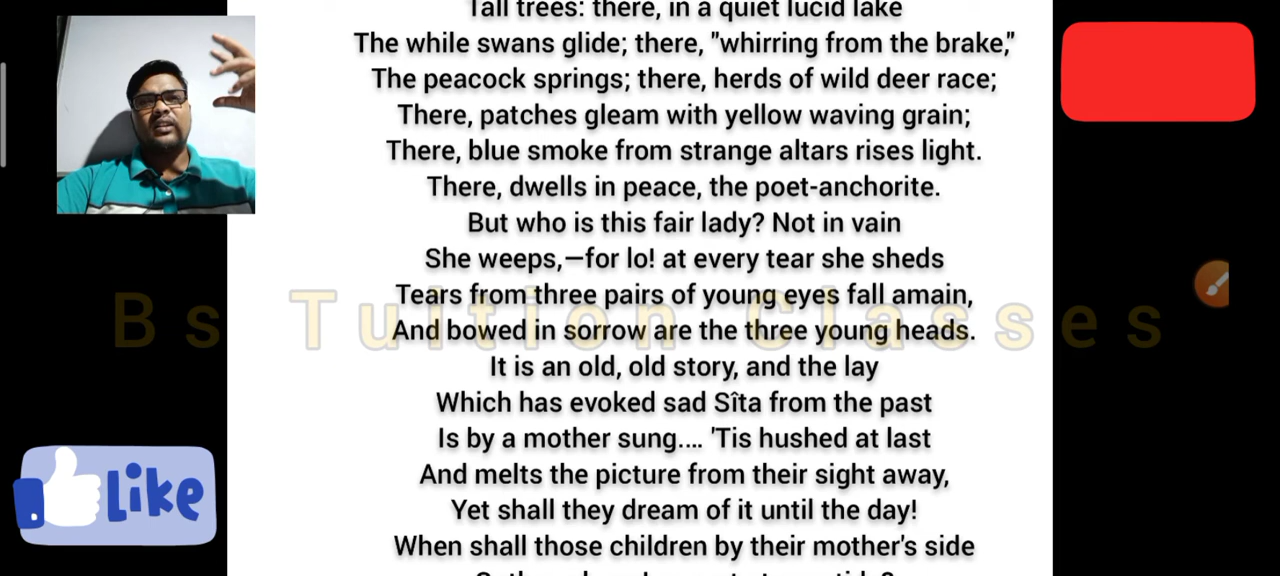 Tall trees: there, in a quiet lucid lake
The while swans glide; there, "whirring from the brake,"
The peacock springs; there, herds of wild deer race;
There, patches gleam with yellow waving grain;
There, blue smoke from strange altars rises light.
There, dwells in peace, the poet-anchorite.
But who is this fair lady? Not in vain
She weeps,—for lo! at every tear she sheds
Tears from three pairs of young eyes fall amain,
And bowed in sorrow are the three young heads.
It is an old, old story, and the lay
Which has evoked sad Sîta from the past
Is by a mother sung.... 'Tis hushed at last
And melts the picture from their sight away,
Yet shall they dream of it until the day!
When shall those children by their mother's side
Bs Tuition Classes
Like